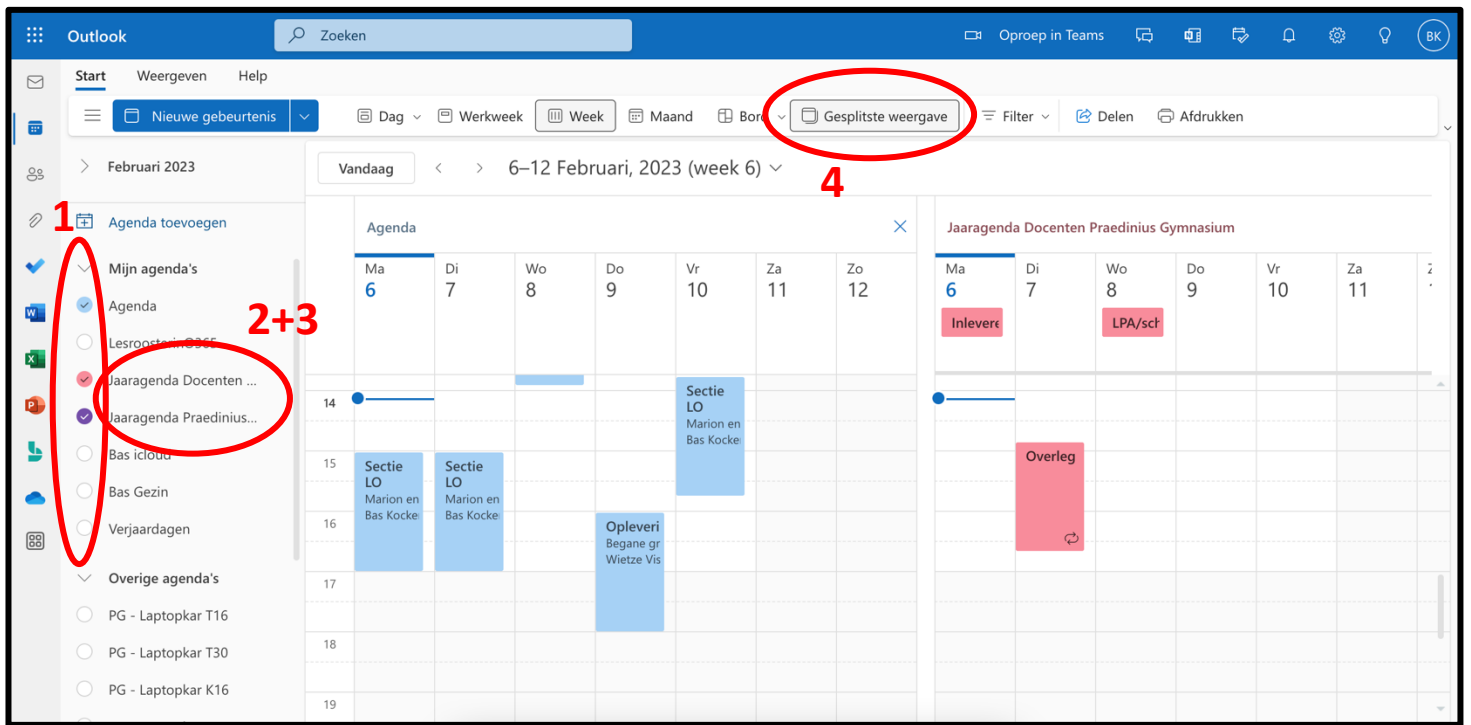 Outlook
Zoeken
Oproep in Teams
BK
Start Weergeven Help
Nieuwe gebeurtenis Dag Werkweek Week Maand Gesplitste weergave Filter Delen Afdrukken
4
Februari 2023
Vandaag 6–12 Februari, 2023 (week 6)
1
Agenda toevoegen
Mijn agenda's
Agenda
2+3
LesroosterinO365
Jaaragenda Docenten ...
Jaaragenda Praedinius...
Bas icloud
Bas Gezin
Verjaardagen
Overige agenda's
PG - Laptopkar T16
PG - Laptopkar T30
PG - Laptopkar K16
Agenda
Ma Di Wo Do Vr Za Zo
6 7 8 9 10 11 12
14
15
16
17
18
19
Sectie
LO
Marion en
Bas Kocke
Sectie
LO
Marion en
Bas Kocke
Opleveri
Begane gr
Wietze Vis
Sectie
LO
Marion en
Bas Kocke
Jaaragenda Docenten Praedinius Gymnasium
Ma Di Wo Do Vr Za
6 7 8 9 10 11
Inlevere
LPA/sch
Overleg